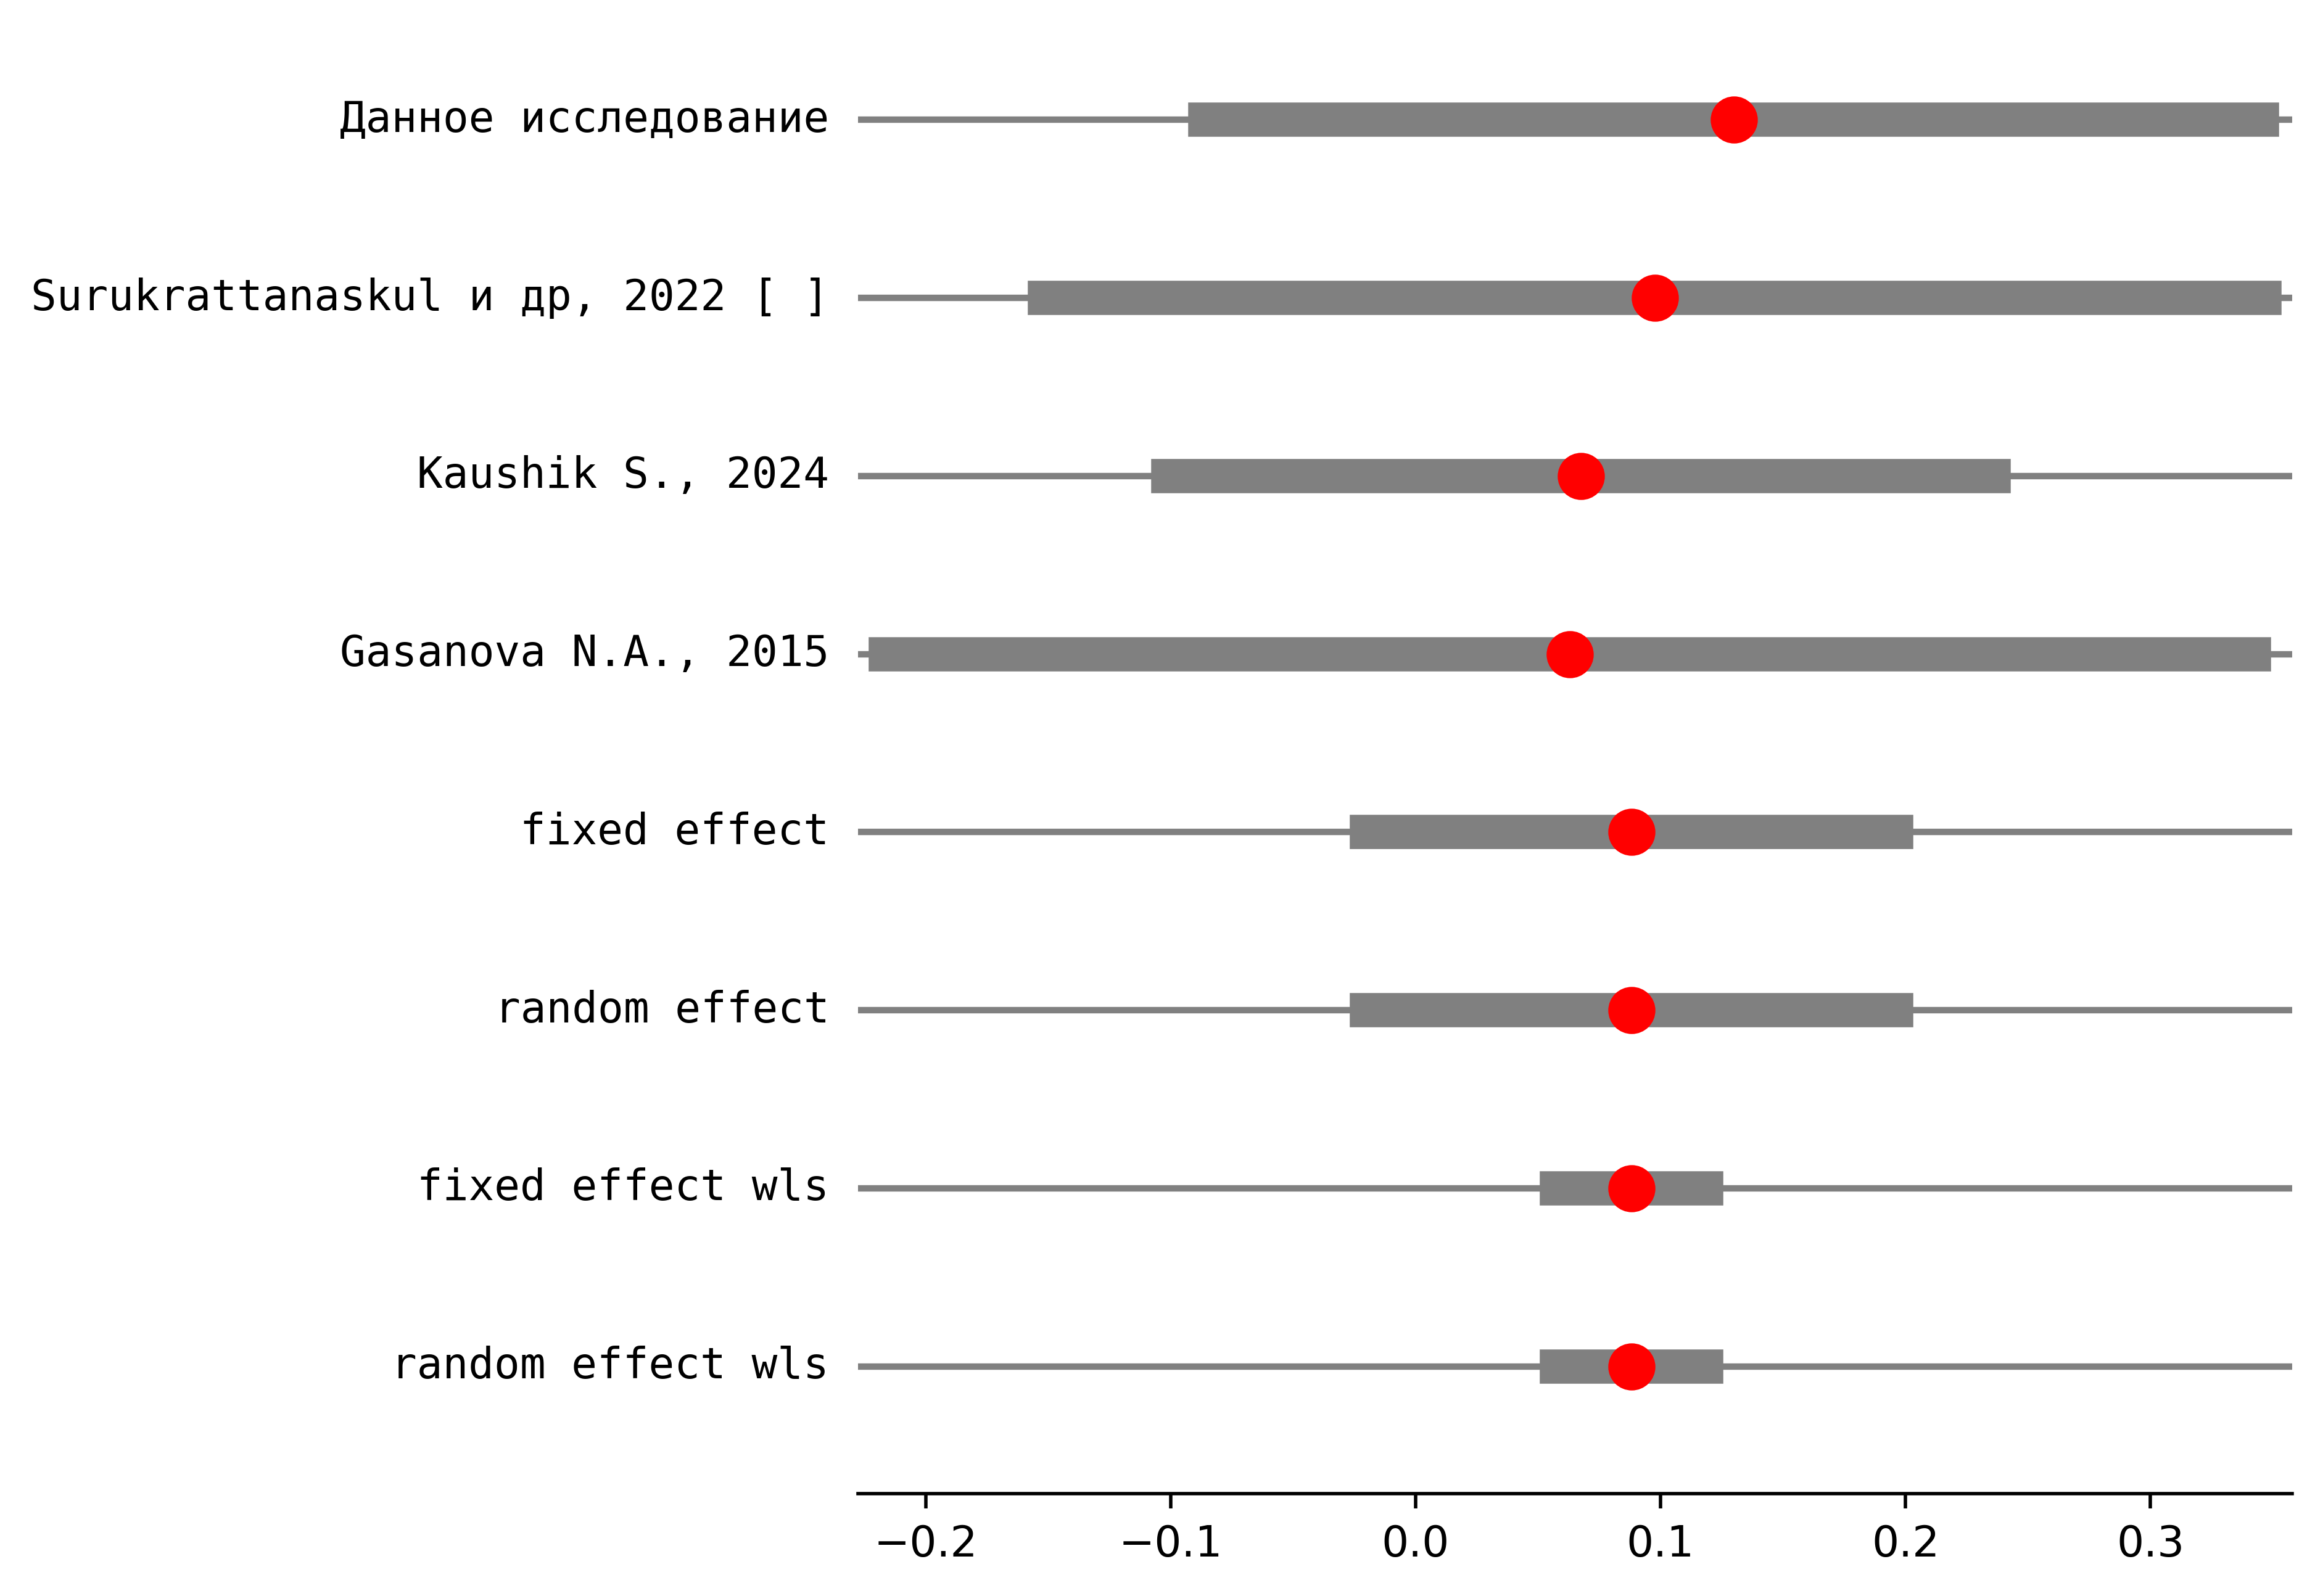 Данное исследование
Surukrattanaskul и др, 2022 [ ]
Kaushik S., 2024
Gasanova N.A., 2015
fixed effect
random effect
fixed effect wls
random effect wls
−0.2 −0.1 0.0 0.1 0.2 0.3